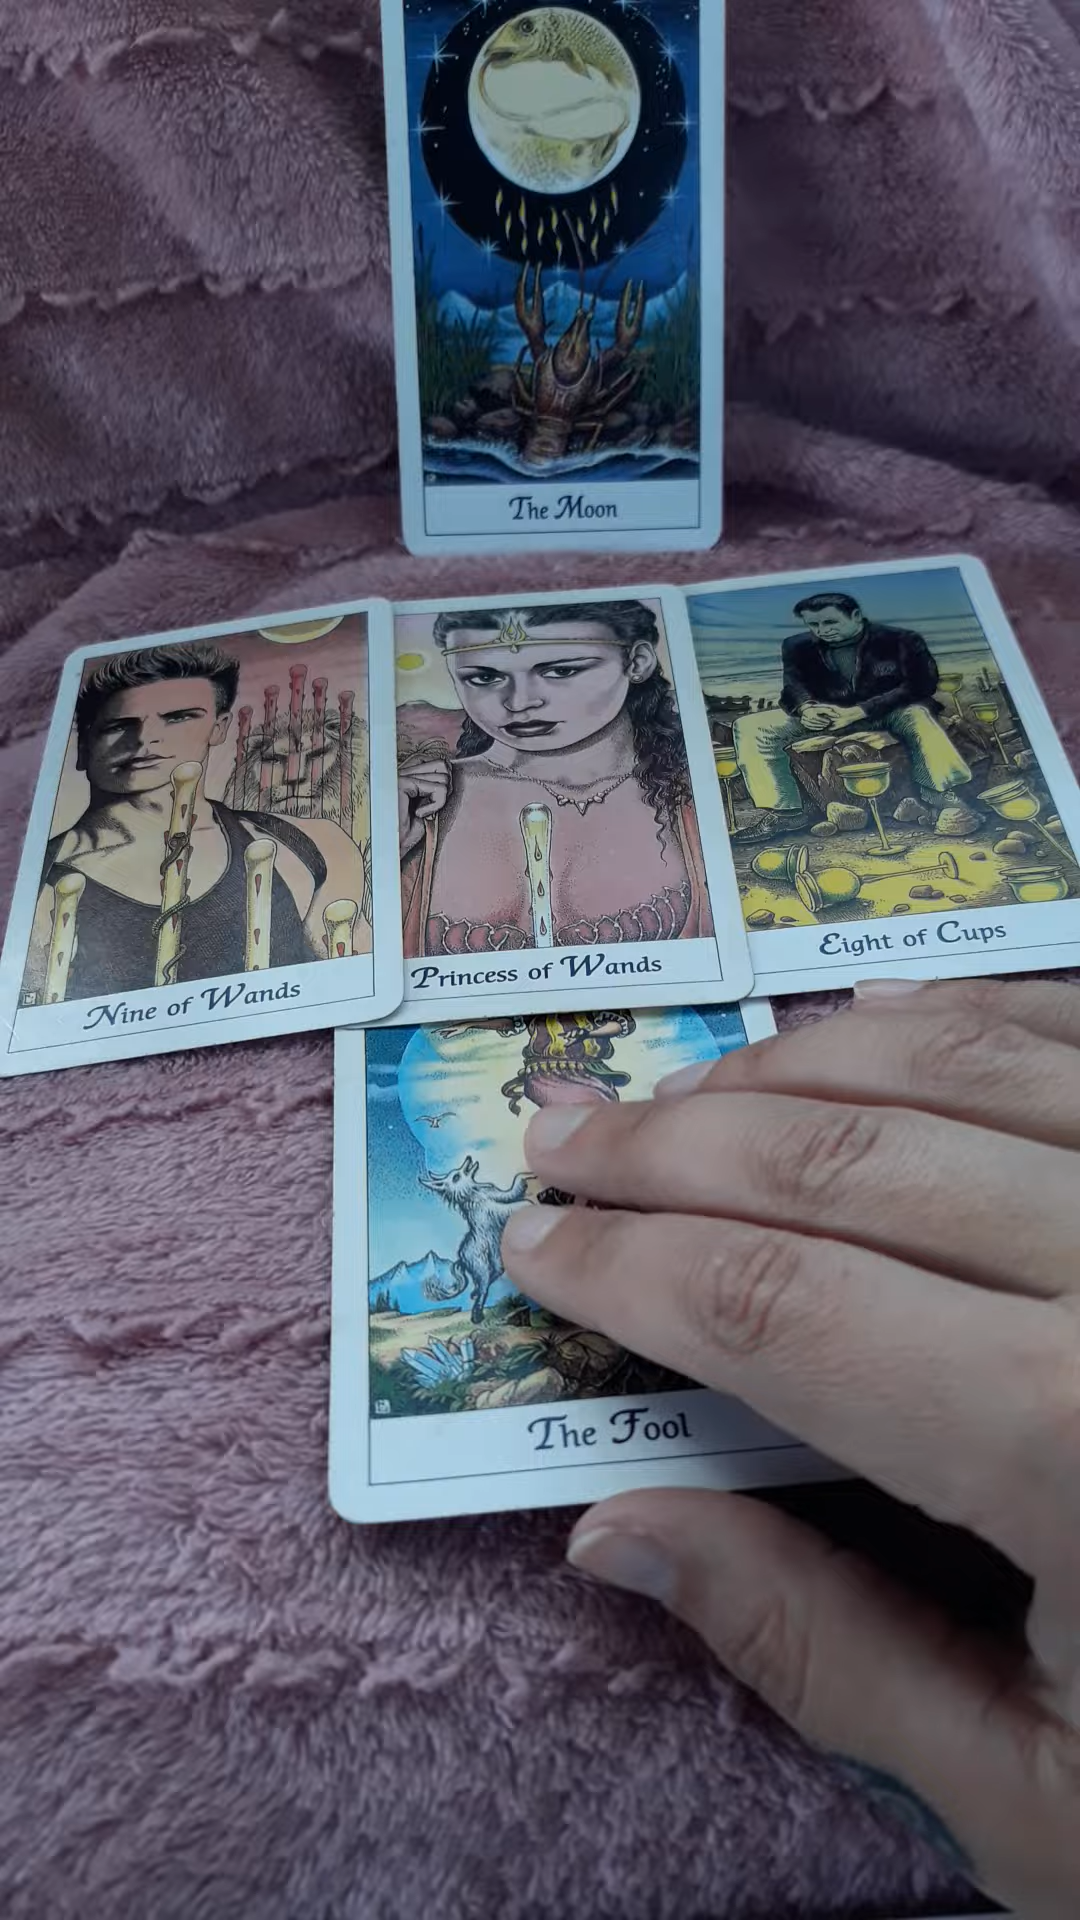 The Moon
Nine of Wands
Princess of Wands
Eight of Cups
The Fool